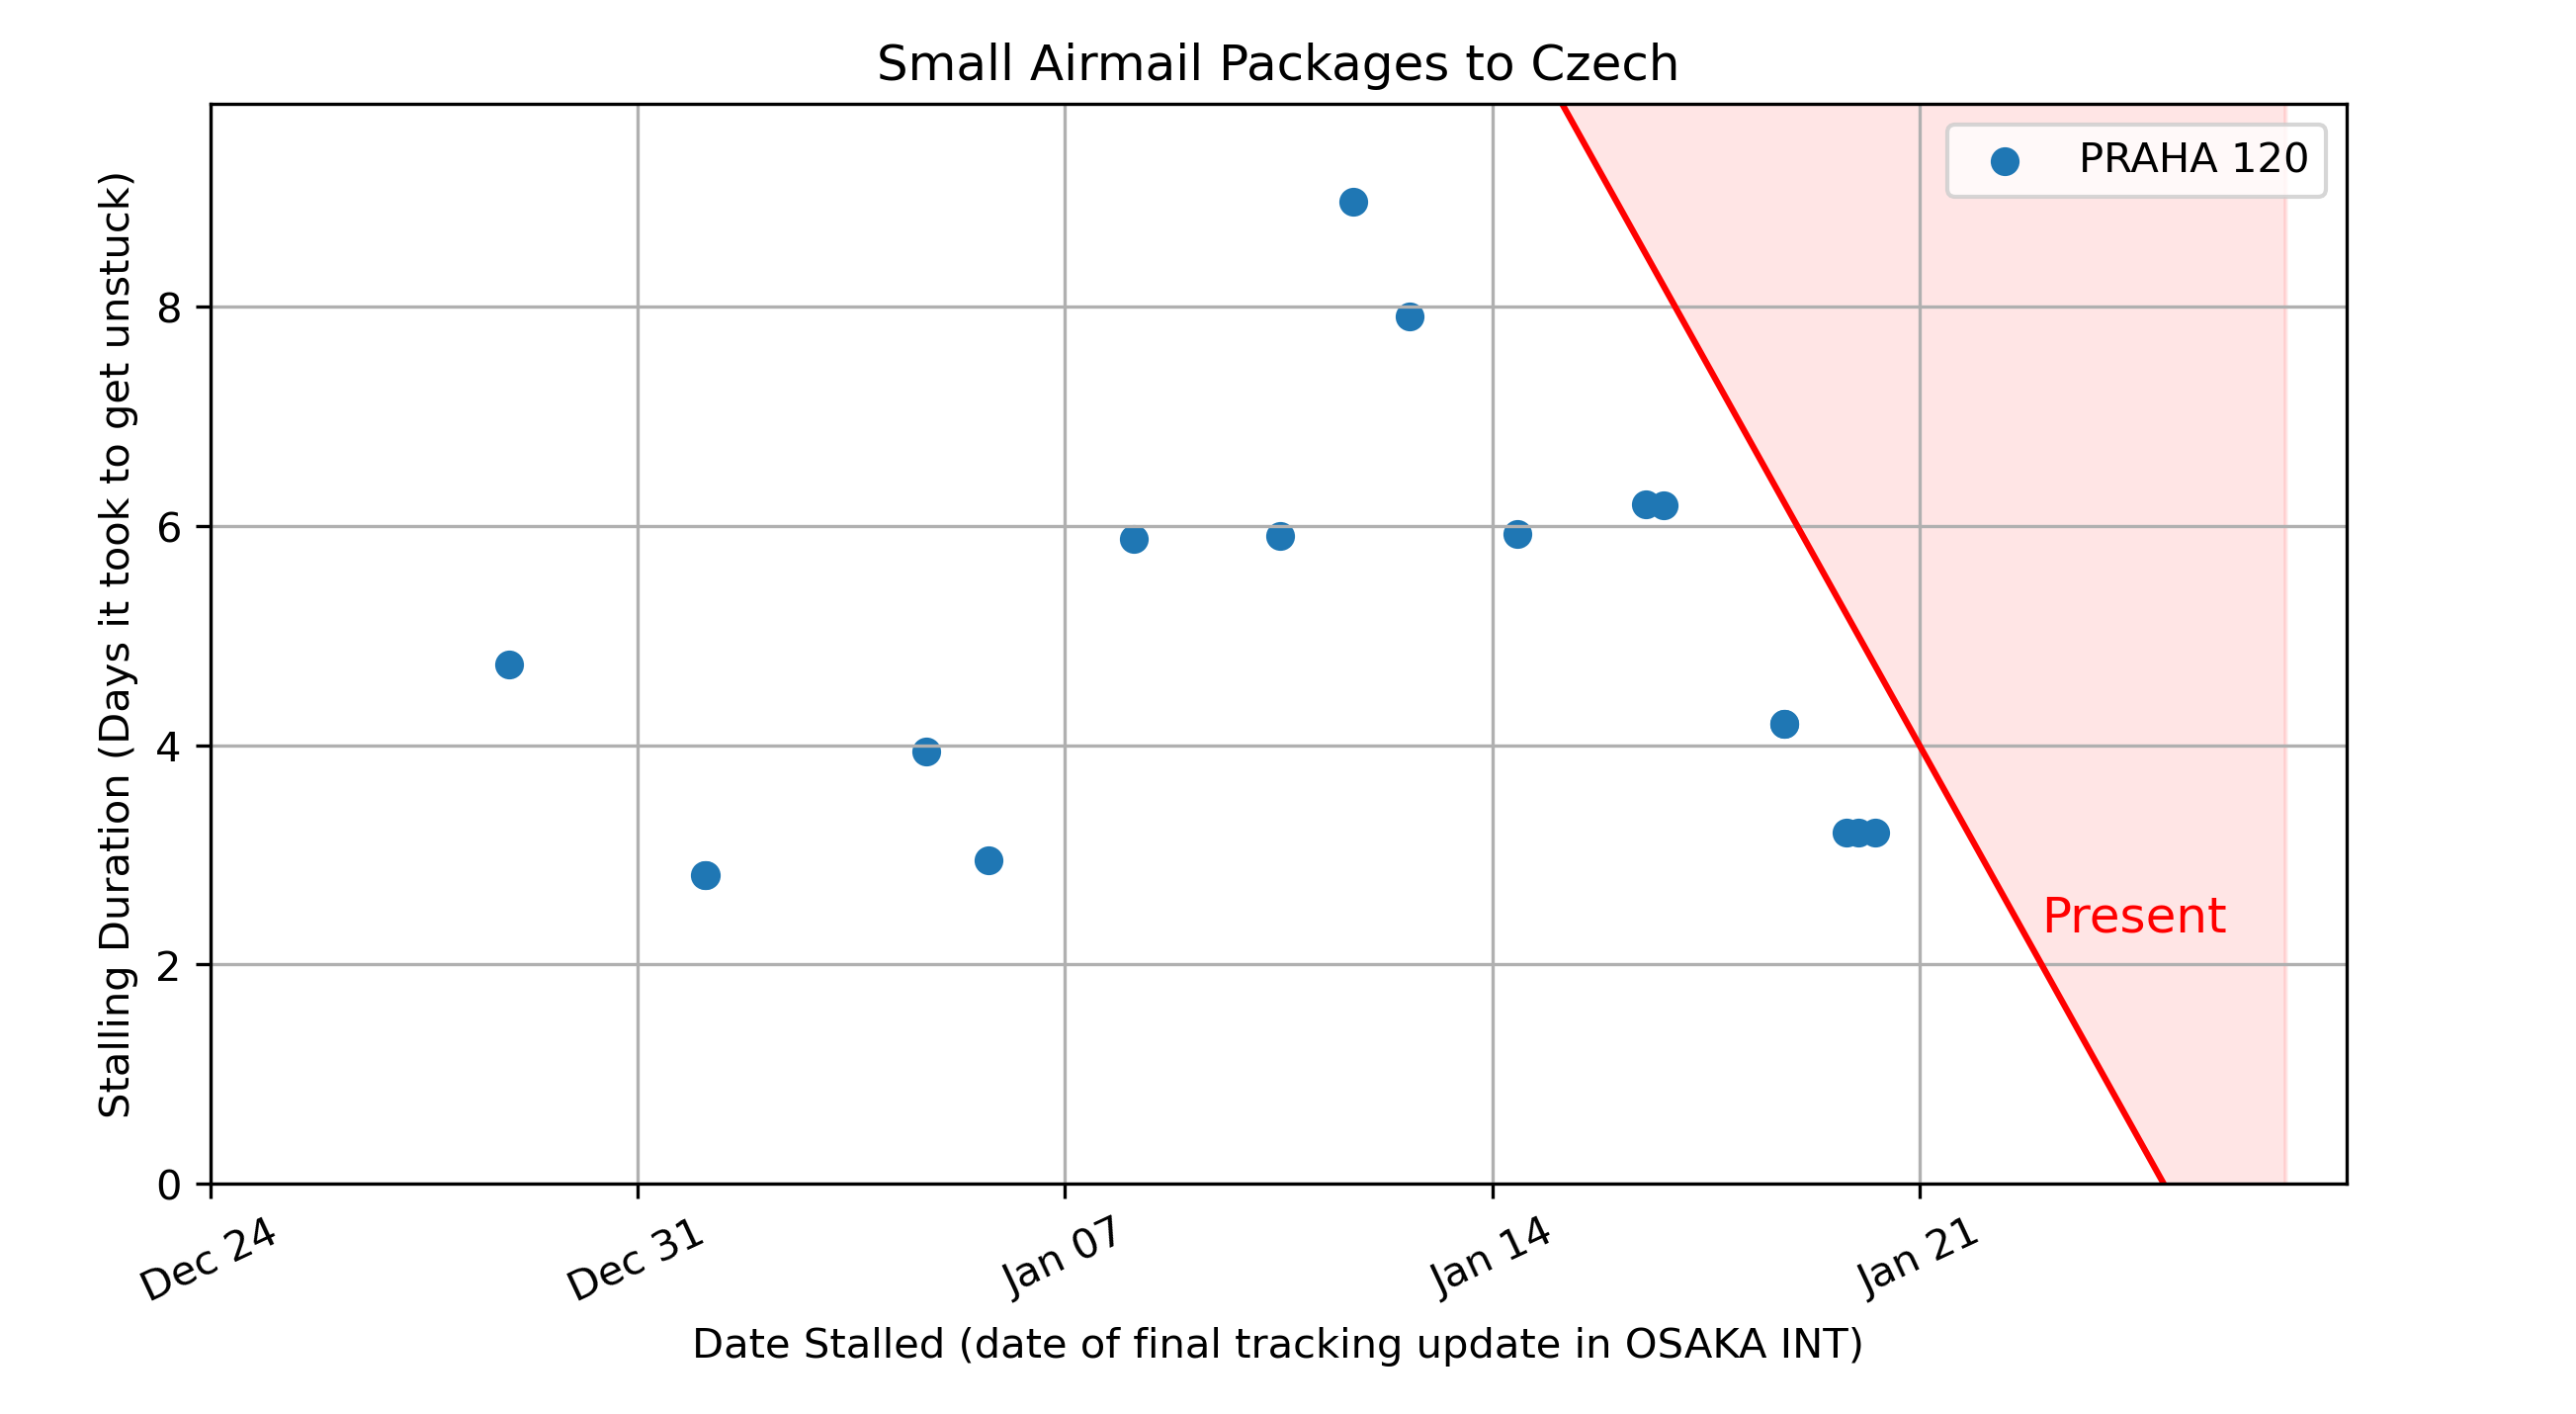 Small Airmail Packages to Czech
PRAHA 120
Stalling Duration (Days it took to get unstuck)
8
6
4
2
0
Present
Dec 24
Dec 31
Jan 07
Jan 14
Jan 21
Date Stalled (date of final tracking update in OSAKA INT)